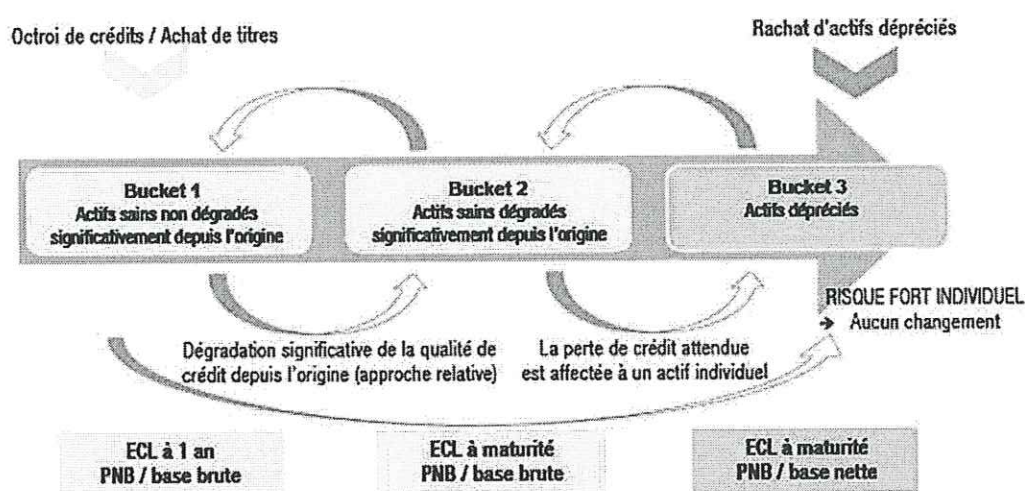 Octroi de crédits / Achat de titres
Rachat d'actifs dépréciés
Bucket 1
Actifs sains non dégradés
significativement depuis l'origine
Bucket 2
Actifs sains dégradés
significativement depuis l'origine
Bucket 3
Actifs dépréciés
RISQUE FORT INDIVIDUEL
→ Aucun changement
Dégradation significative de la qualité de
crédit depuis l'origine (approche relative)
La perte de crédit attendue
est affectée à un actif individuel
ECL à 1 an
PNB / base brute
ECL à maturité
PNB / base brute
ECL à maturité
PNB / base nette